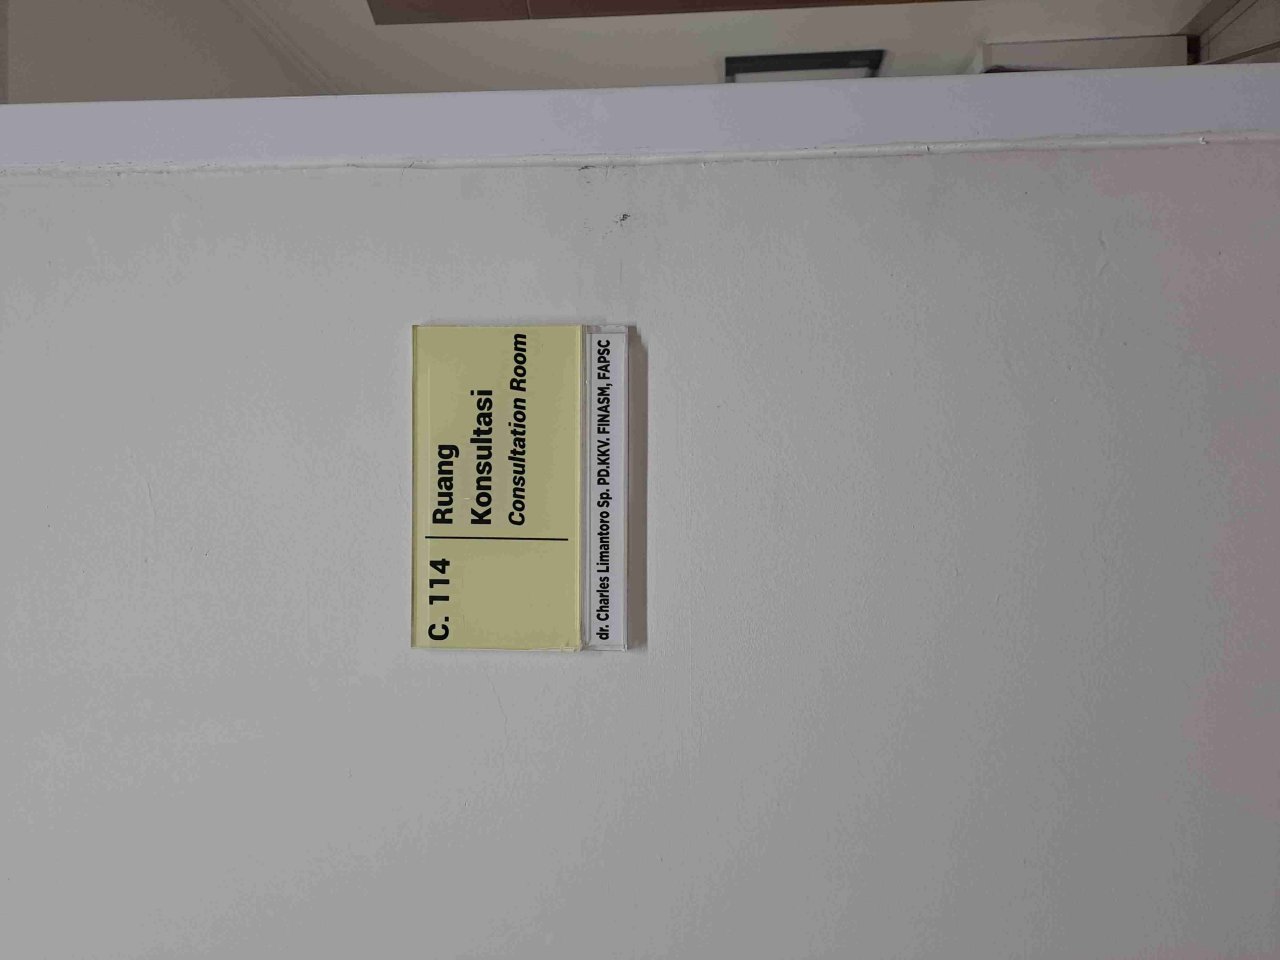 C. 114
Ruang
Konsultasi
Consultation Room
dr. Charles Limantoro Sp. PD.KKV. FINASM, FAPSC